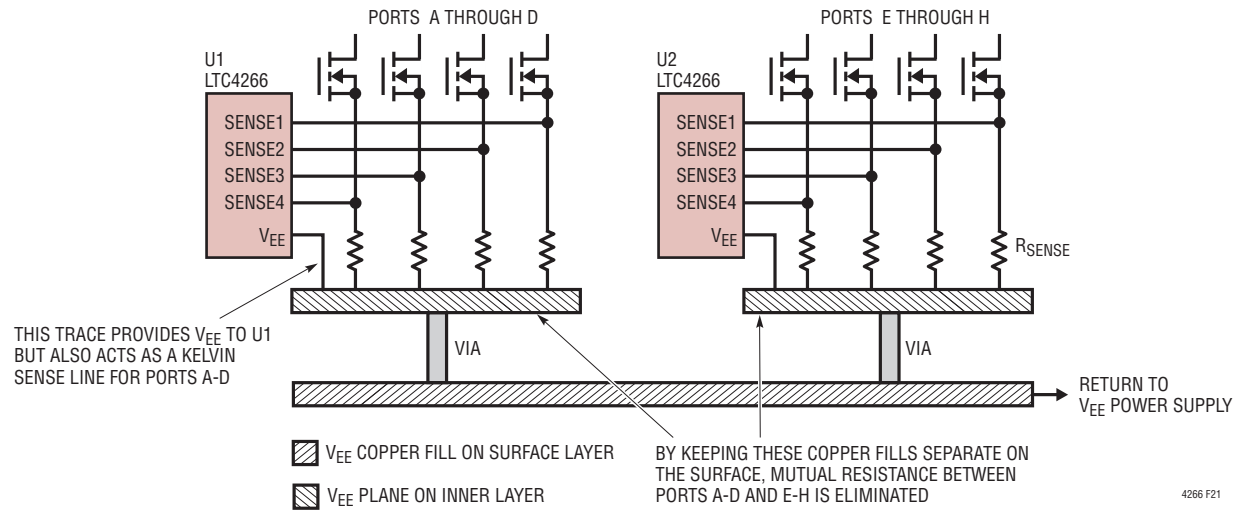 PORTS A THROUGH D
PORTS E THROUGH H
U1
LTC4266
SENSE1
SENSE2
SENSE3
SENSE4
VEE
U2
LTC4266
SENSE1
SENSE2
SENSE3
SENSE4
VEE
RSENSE
THIS TRACE PROVIDES VEE TO U1
BUT ALSO ACTS AS A KELVIN
SENSE LINE FOR PORTS A-D
VIA
VIA
RETURN TO
VEE POWER SUPPLY
VEE COPPER FILL ON SURFACE LAYER
VEE PLANE ON INNER LAYER
BY KEEPING THESE COPPER FILLS SEPARATE ON
THE SURFACE, MUTUAL RESISTANCE BETWEEN
PORTS A-D AND E-H IS ELIMINATED
4266 F21